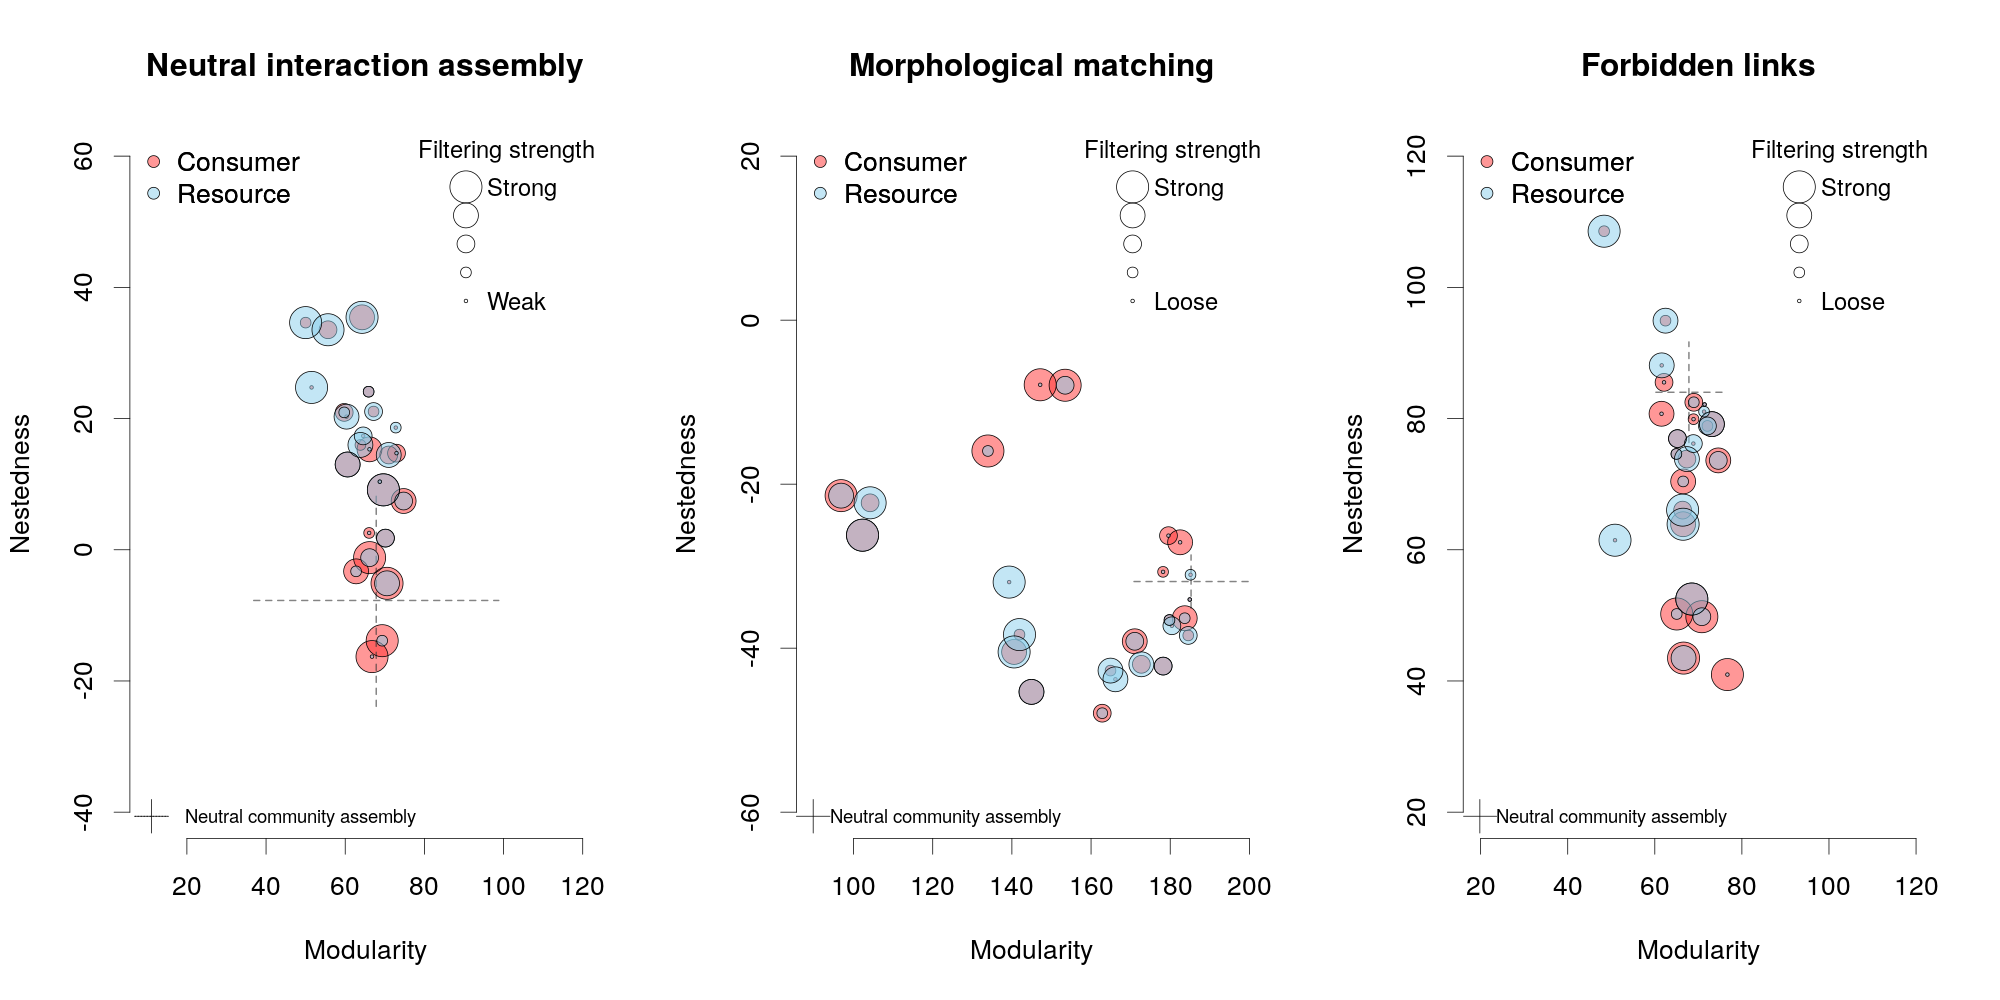 Neutral interaction assembly
Consumer
Resource
Filtering strength
Strong
Weak
60
40
20
0
-20
-40
Nestedness
Neutral community assembly
20 40 60 80 100 120
Modularity
Morphological matching
Consumer
Resource
Filtering strength
Strong
Loose
20
0
-20
-40
-60
Nestedness
Neutral community assembly
100 120 140 160 180 200
Modularity
Forbidden links
Consumer
Resource
Filtering strength
Strong
Loose
120
100
80
60
40
20
Nestedness
Neutral community assembly
20 40 60 80 100 120
Modularity